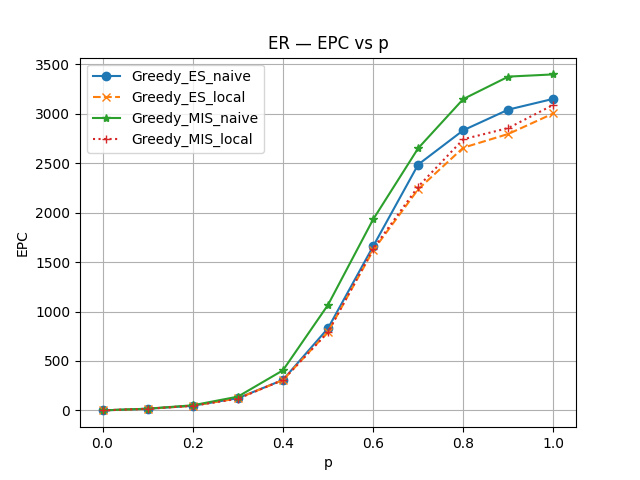 ER — EPC vs p
Greedy_ES_naive
Greedy_ES_local
Greedy_MIS_naive
Greedy_MIS_local
3500
3000
2500
2000
1500
1000
500
0
EPC
0.0 0.2 0.4 0.6 0.8 1.0
p